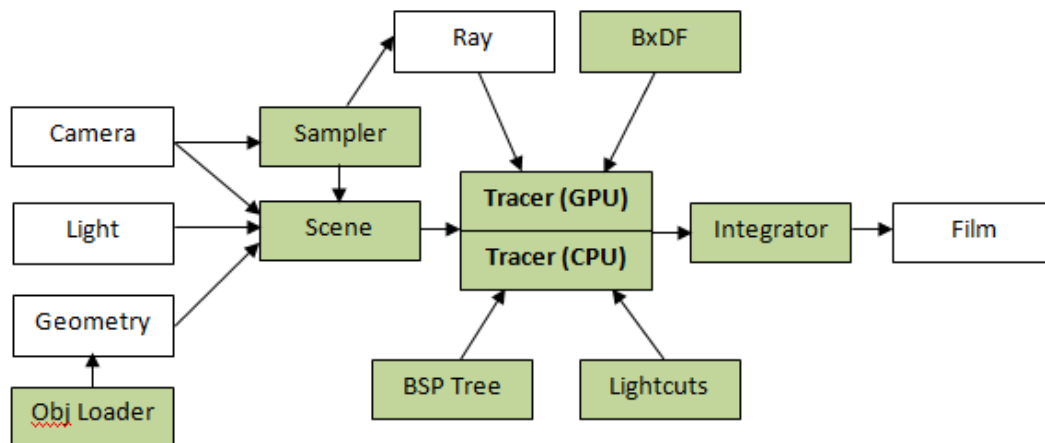 Ray
BxDF
Camera
Sampler
Tracer (GPU)
Light
Scene
Integrator
Film
Tracer (CPU)
Geometry
BSP Tree
Lightcuts
Obj Loader